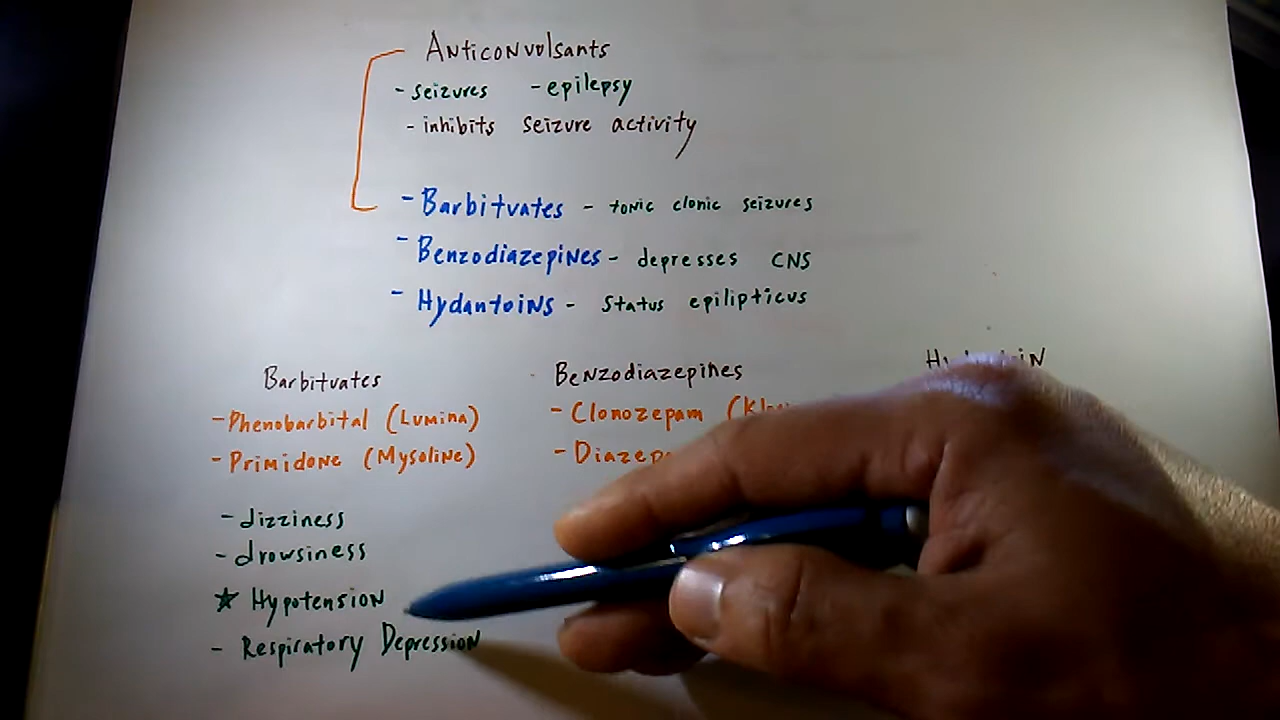 Anticonvulsants
- seizures - epilepsy
- inhibits seizure activity
- Barbituates - tonic clonic seizures
- Benzodiazepines - depresses CNS
- Hydantoins - Status epilipticus
Barbituates
- Phenobarbital (Lumina)
- Primidone (Mysoline)
- dizziness
- drowsiness
★ Hypotension
- Respiratory Depression
Benzodiazepines
- Clonozepam